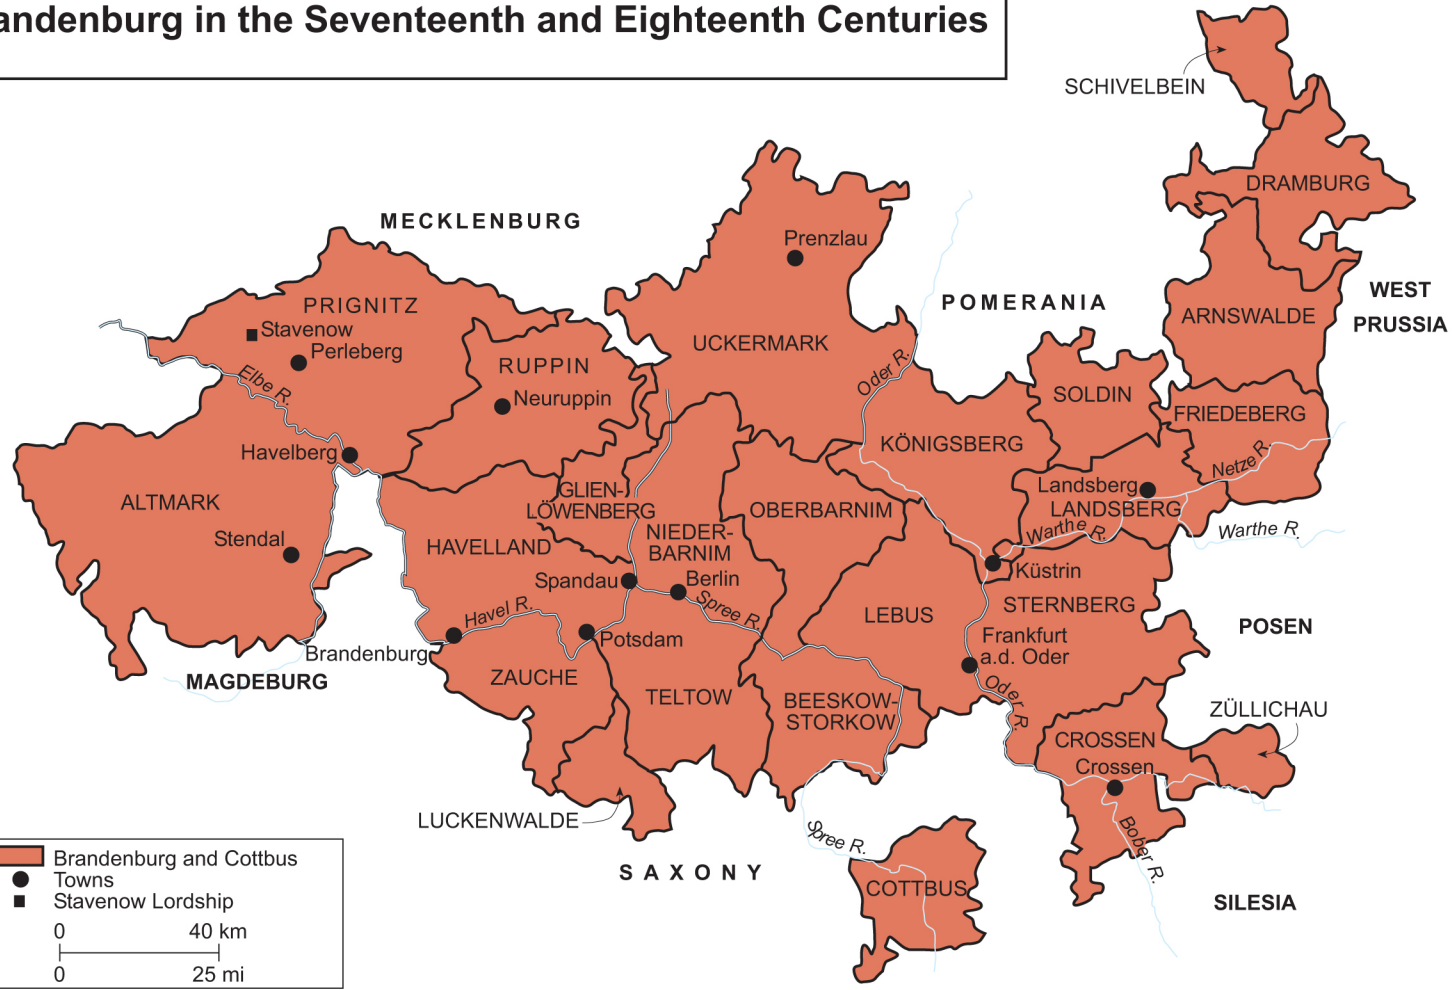 andenburg in the Seventeenth and Eighteenth Centuries
SCHIVELBEIN
DRAMBURG
MECKLENBURG
Prenzlau
POMERANIA
WEST
PRUSSIA
PRIGNITZ
Stavenow
Perleberg
ARNSWALDE
UCKERMARK
RUPPIN
Neuruppin
Elbe R.
Oder R.
SOLDIN
FRIEDEBERG
KÖNIGSBERG
Havelberg
Netze R.
Landsberg
LANDSBERG
ALTMARK
GLIEN-
LÖWENBERG
OBERBARNIM
Stendal
HAVELLAND
NIEDER-
BARNIM
Warthe R.
Warthe R.
Spandau
Berlin
Küstrin
Havel R.
Spree R.
LEBUS
STERNBERG
POSEN
Brandenburg
Potsdam
Frankfurt
a.d. Oder
MAGDEBURG
ZAUCHE
TELTOW
BEESKOW-
STORKOW
Oder R.
ZÜLLICHAU
CROSSEN
Crossen
LUCKENWALDE
Spree R.
Bober R.
SAXONY
COTTBUS
SILESIA
Brandenburg and Cottbus
Towns
Stavenow Lordship
0 40 km
0 25 mi